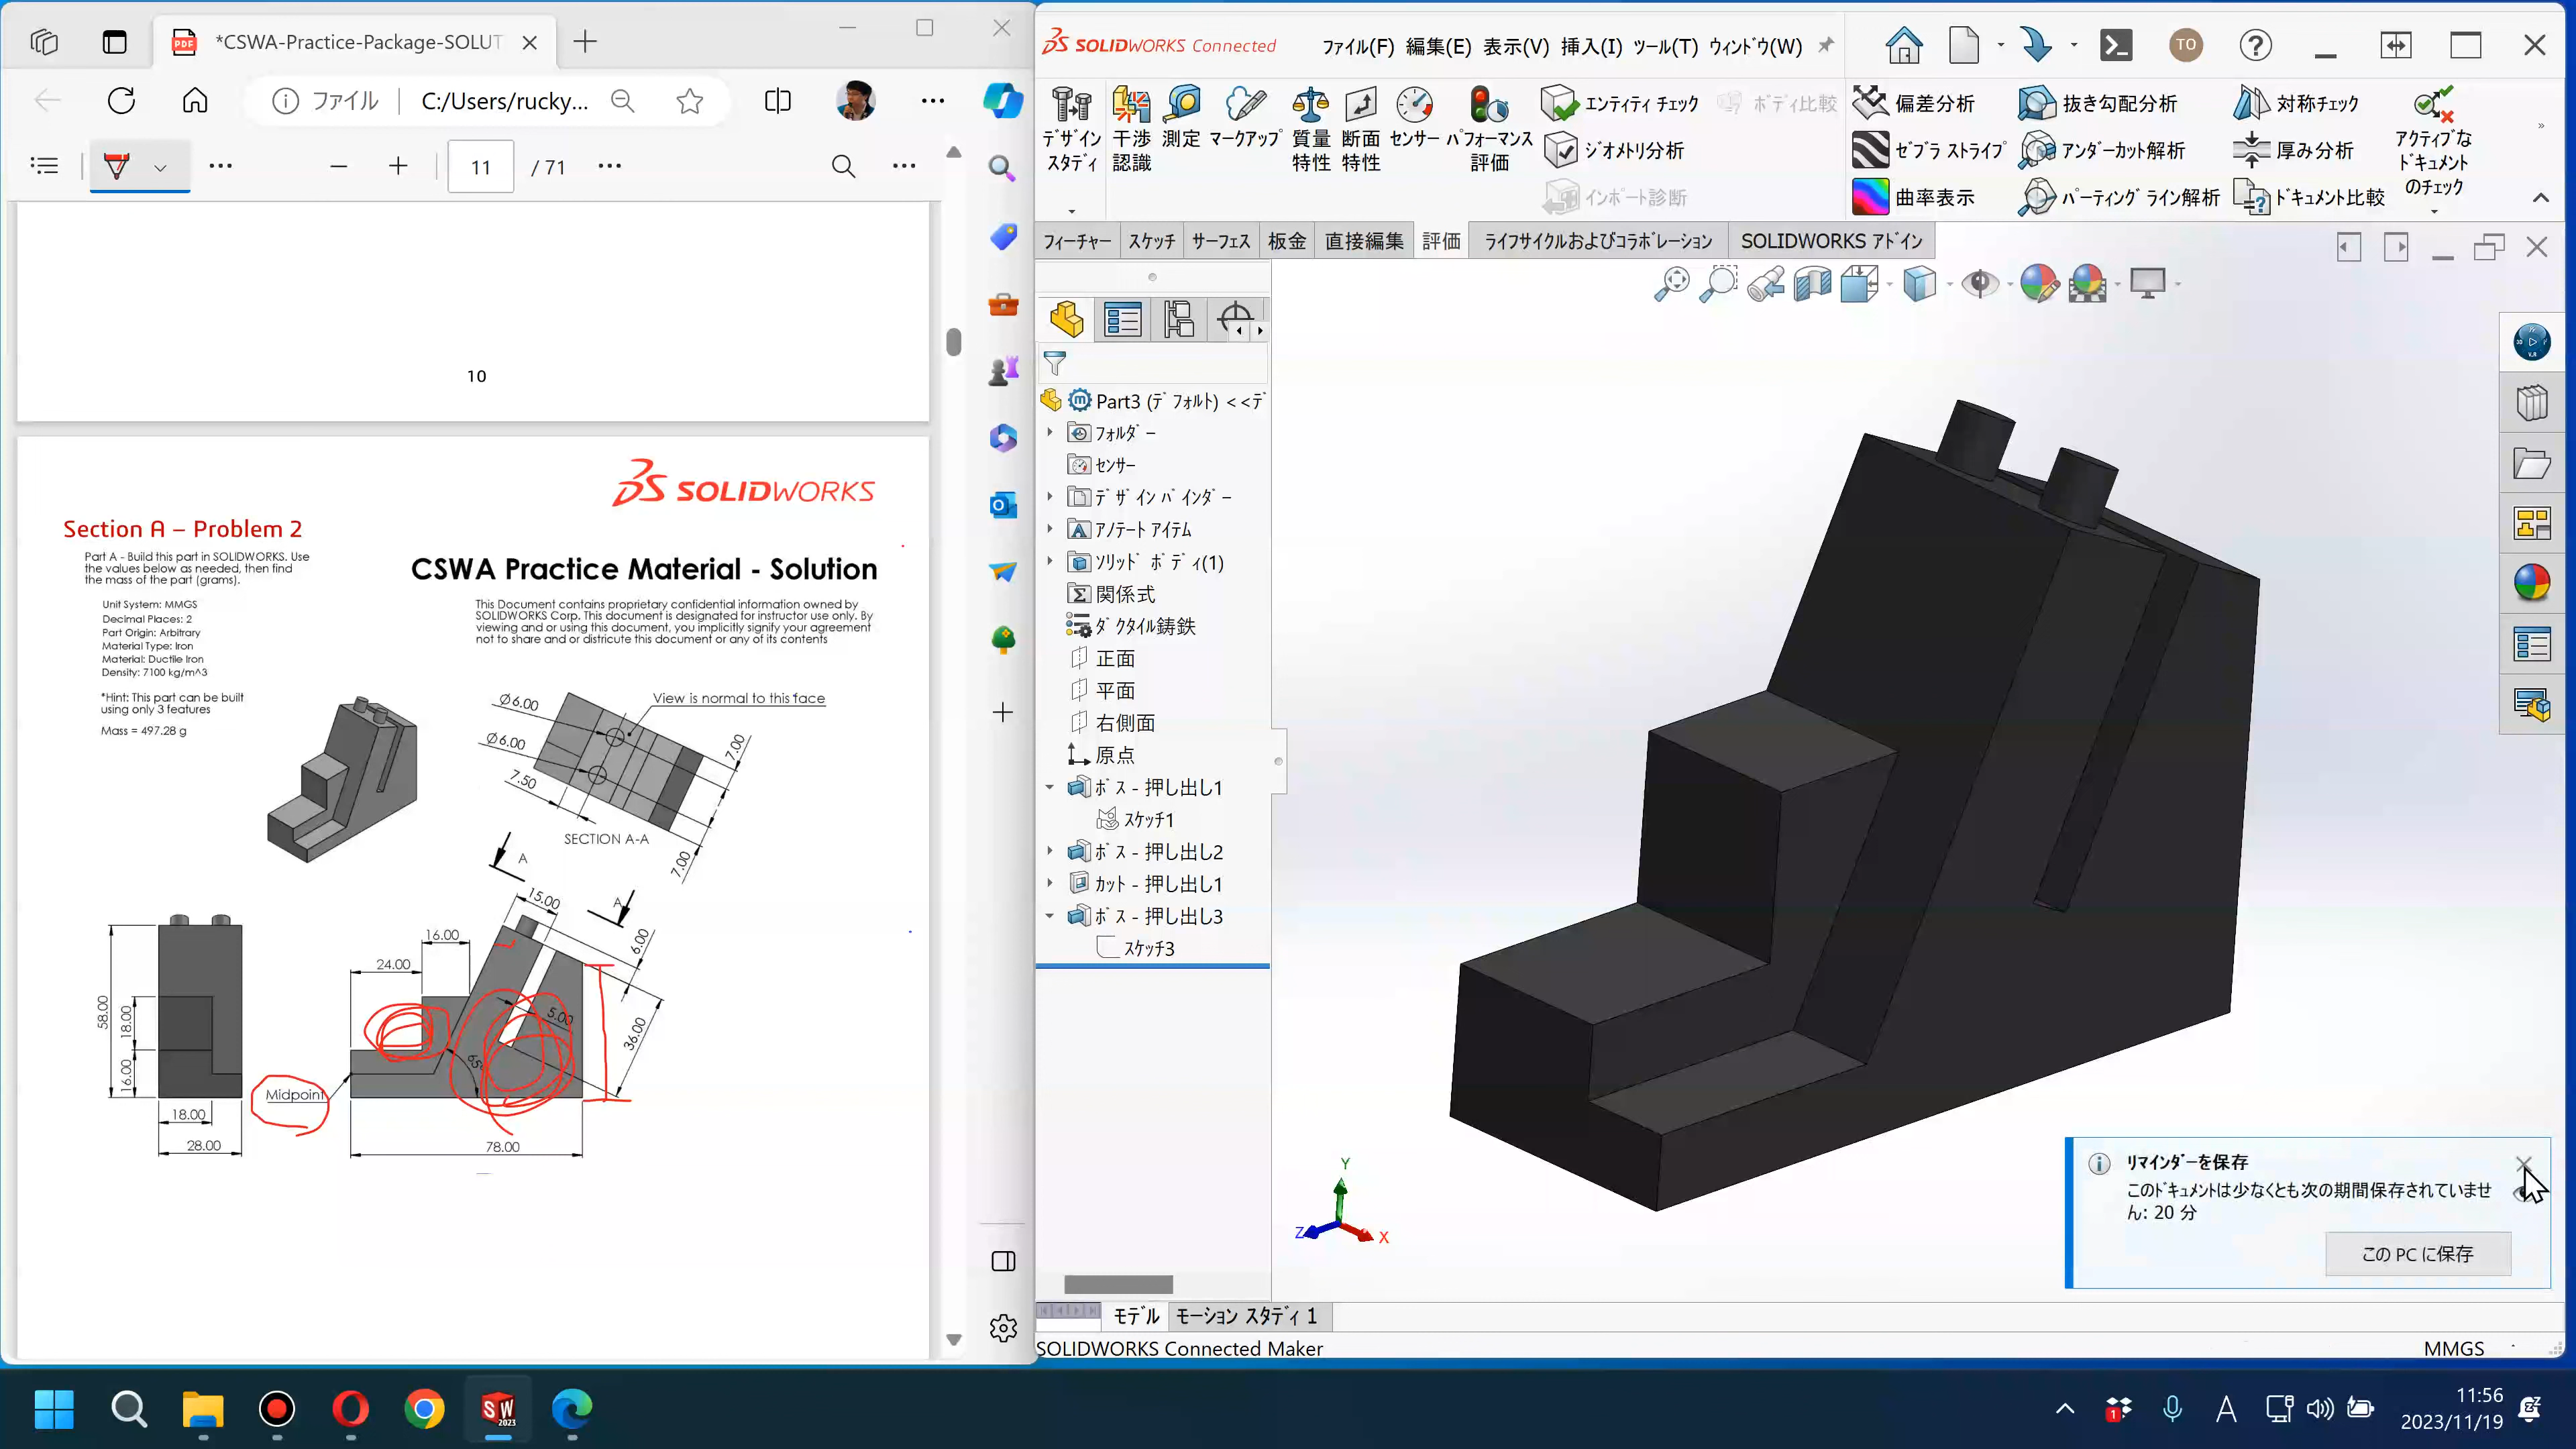 *CSWA-Practice-Package-SOLUT
ファイル
C:/Users/rucky...
11
/ 71
10
SOLIDWORKS
Section A – Problem 2
Part A - Build this part in SOLIDWORKS. Use
the values below as needed, then find
the mass of the part (grams).
CSWA Practice Material - Solution
Unit System: MMGS
Decimal Places: 2
Part Origin: Arbitrary
Material Type: Iron
Material: Ductile Iron
Density: 7100 kg/m^3
This Document contains proprietary confidential information owned by
SOLIDWORKS Corp. This document is designated for instructor use only. By
viewing and or using this document, you implicitly signify your agreement
not to share and or districute this document or any of its contents
*Hint: This part can be built
using only 3 features
Mass = 497.28 g
View is normal to this face
Ø6.00
Ø6.00
7.50
7.00
7.00
SECTION A-A
A
A
15.00
16.00
24.00
6.00
5.00
36.00
65°
58.00
18.00
16.00
Midpoint
18.00
28.00
78.00
SOLIDWORKS Connected
ファイル(F) 編集(E) 表示(V) 挿入(I) ツール(T) ウィンドウ(W)
TO
デザイン
スタディ
干渉
認識
測定
マークアップ
質量
特性
断面
特性
センサー
パフォーマンス
評価
エンティティ チェック
ジオメトリ分析
インポート診断
ボディ比較
偏差分析
ゼブラ ストライプ
曲率表示
抜き勾配分析
アンダーカット解析
パーティング ライン解析
対称チェック
厚み分析
ドキュメント比較
アクティブな
ドキュメント
のチェック
フィーチャー
スケッチ
サーフェス
板金
直接編集
評価
ライフサイクルおよびコラボレーション
SOLIDWORKS アドイン
Part3 (デフォルト) <<デ
フォルダー
センサー
デザイン バインダー
アノテート アイテム
ソリッド ボディ(1)
関係式
ダクタイル鋳鉄
正面
平面
右側面
原点
ボス - 押し出し1
スケッチ1
ボス - 押し出し2
カット - 押し出し1
ボス - 押し出し3
スケッチ3
Y
Z
X
リマインダーを保存
このドキュメントは少なくとも次の期間保存されていませ
ん: 20 分
この PC に保存
モデル
モーション スタディ 1
SOLIDWORKS Connected Maker
MMGS
SW
2023
1
A
11:56
2023/11/19